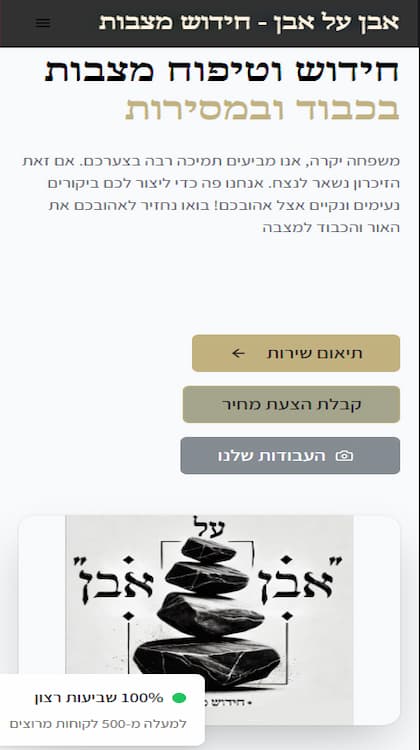 אבן על אבן - חידוש מצבות
חידוש וטיפוח מצבות
בכבוד ובמסירות
משפחה יקרה, אנו מביעים תמיכה רבה בצערכם. אם זאת
הזיכרון נשאר לנצח. אנחנו פה כדי ליצור לכם ביקורים
נעימים ונקיים אצל אהובכם! בואו נחזיר לאהובכם את
האור והכבוד למצבה
תיאום שירות
קבלת הצעת מחיר
העבודות שלנו
על
"אבן אבן"
100% שביעות רצון
למעלה מ-500 לקוחות מרוצים